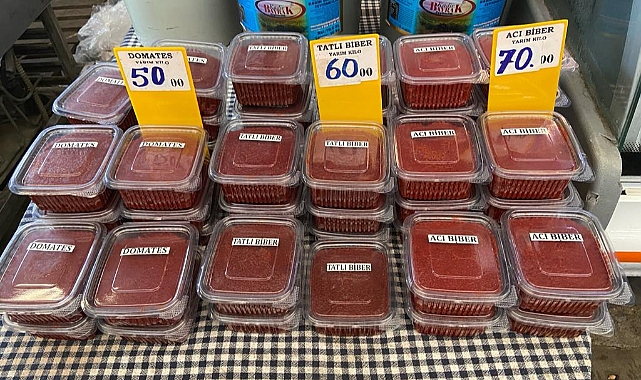 DOMATES
YARIM KİLO
50 00
TATLI BİBER
YARIM KİLO
60 00
ACI BİBER
YARIM KİLO
70. 00
TATLI BİBER
ACI BİBER
DOMATES
DOMATES
TATLI BİBER
TATLI BİBER
ACI BİBER
ACI BİBER
DOMATES
DOMATES
TATLI BİBER
TATLI BİBER
ACI BİBER
ACI BİBER